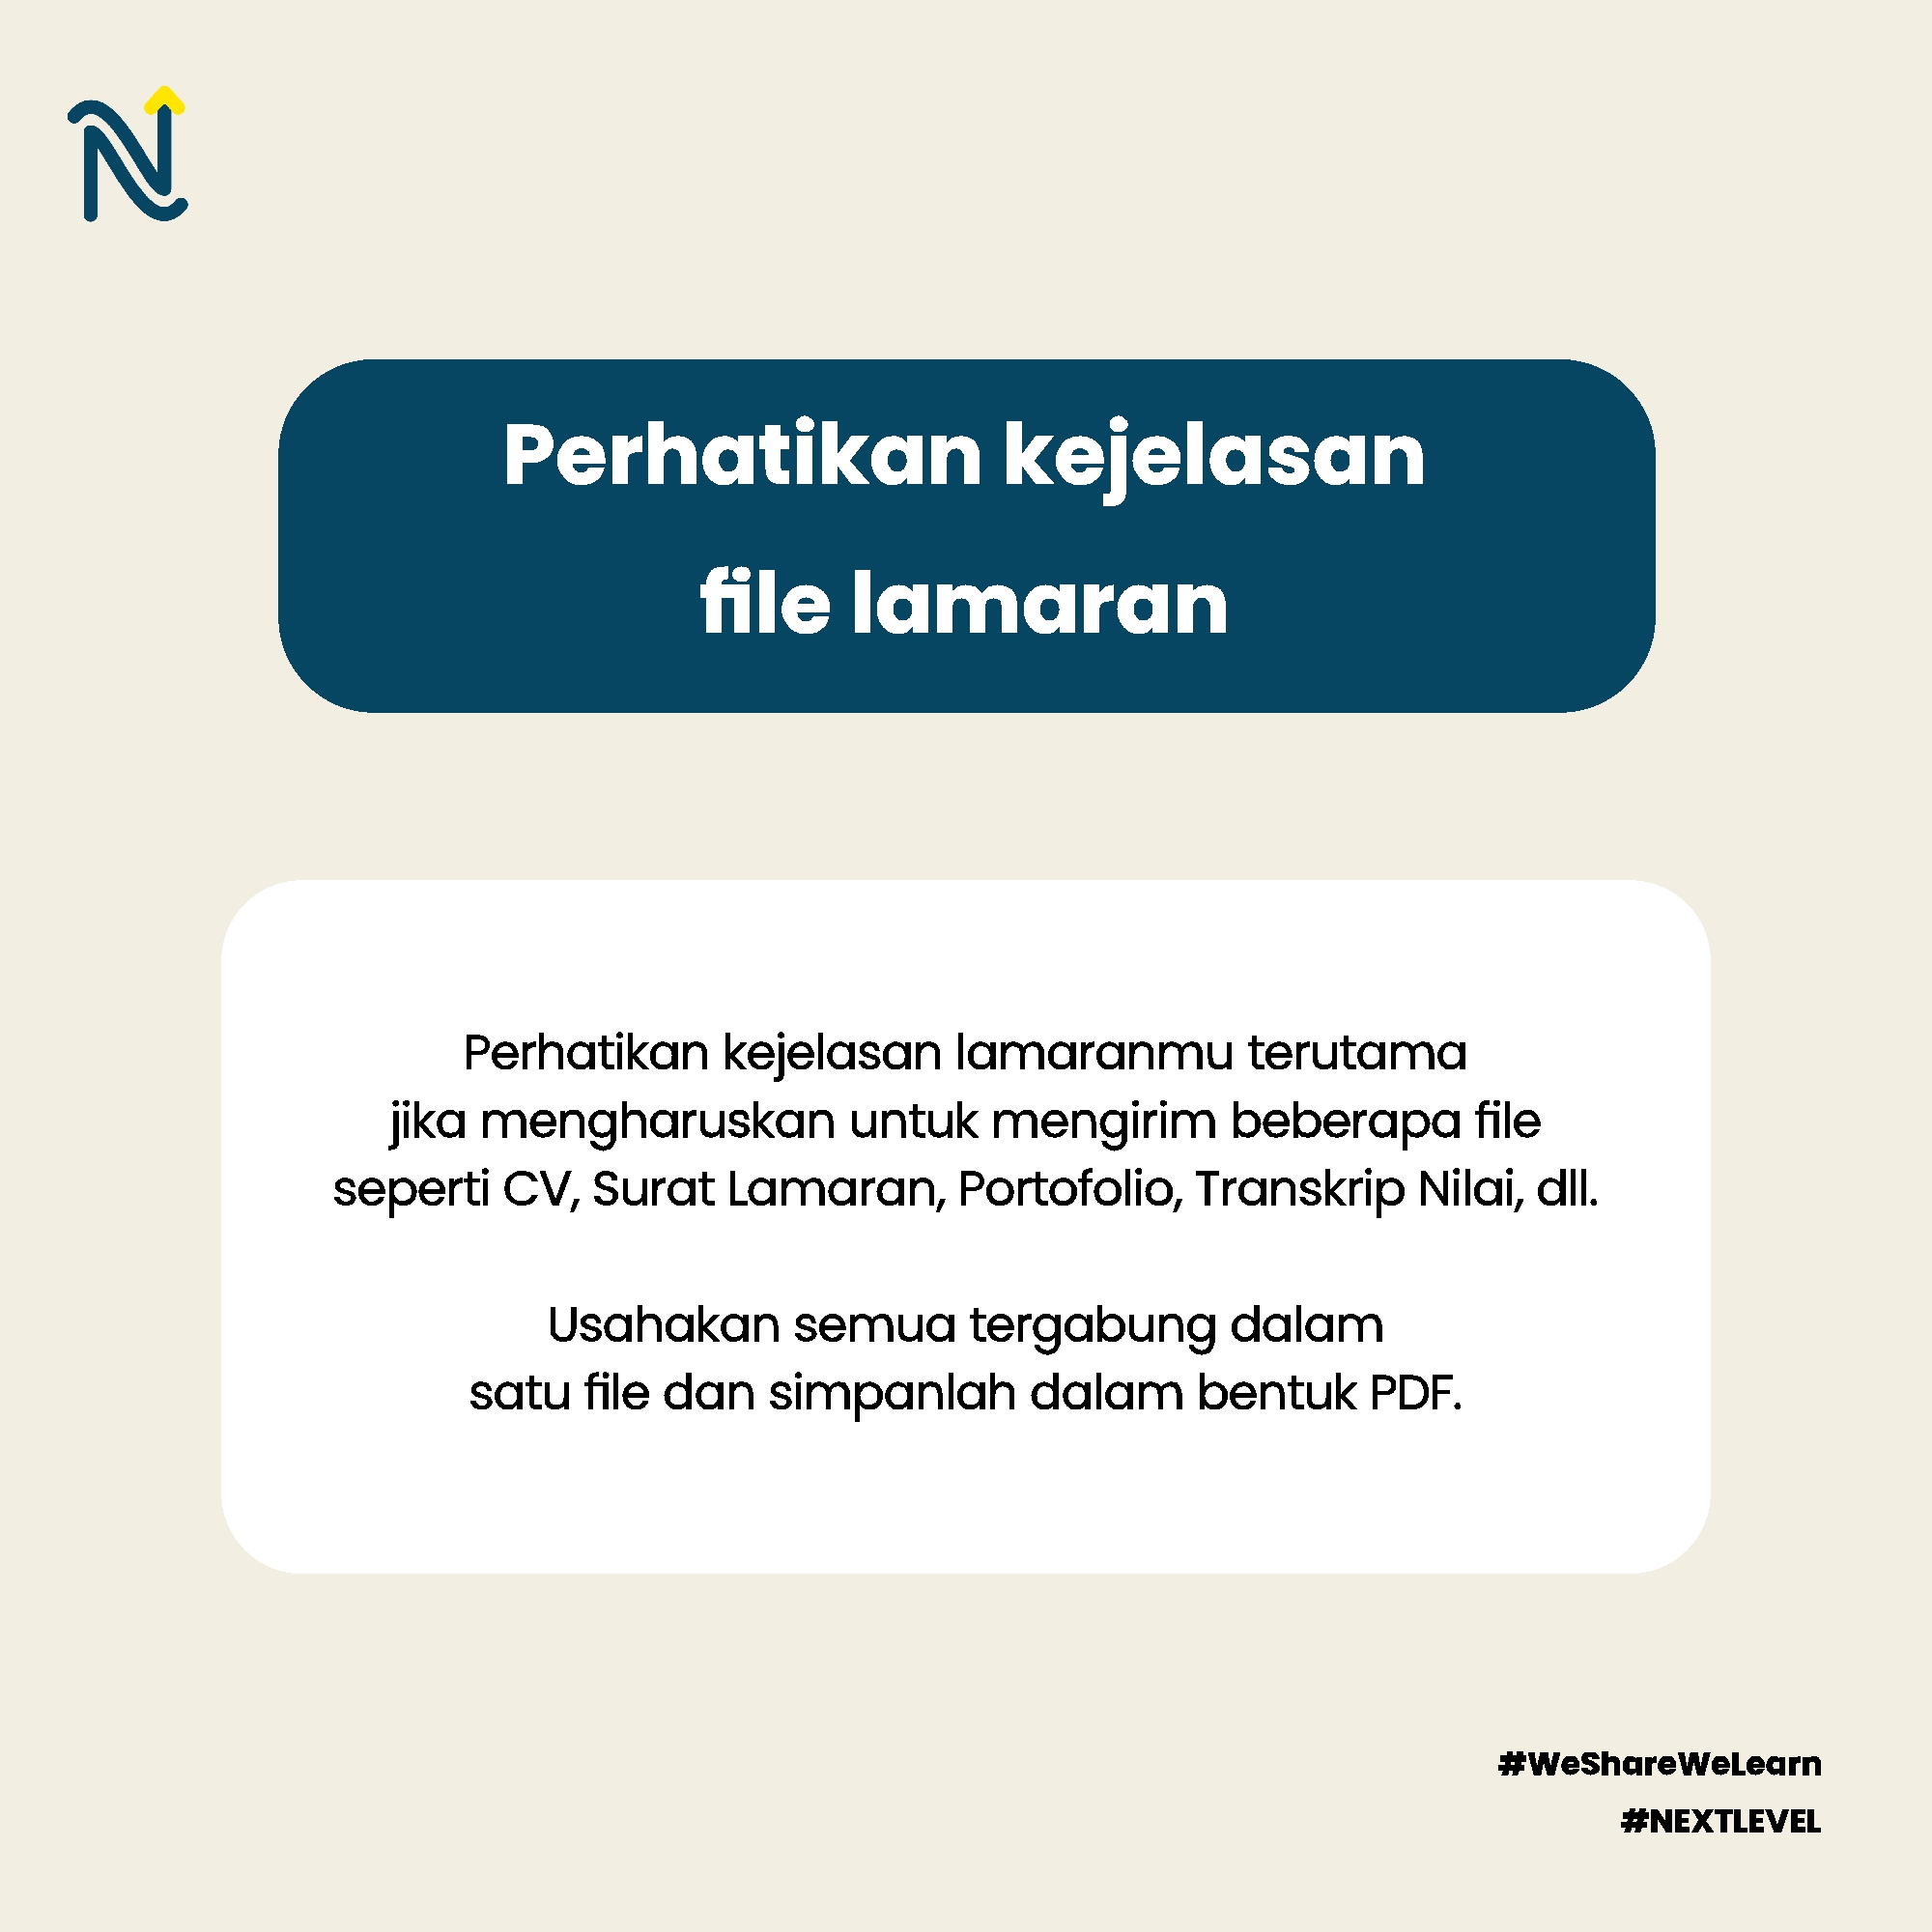 Perhatikan kejelasan
file lamaran
Perhatikan kejelasan lamaranmu terutama
jika mengharuskan untuk mengirim beberapa file
seperti CV, Surat Lamaran, Portofolio, Transkrip Nilai, dll.
Usahakan semua tergabung dalam
satu file dan simpanlah dalam bentuk PDF.
#WeShareWeLearn
#NEXTLEVEL